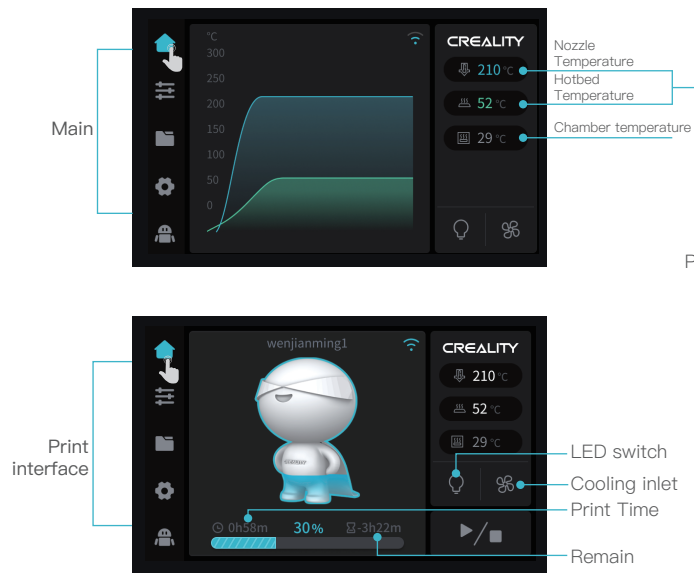 Main
°C
300
250
200
150
100
50
0
CREALITY
210 °C
52 °C
29 °C
Nozzle
Temperature
Hotbed
Temperature
Chamber temperature
P
Print
interface
wenjianming1
CREALITY
0h58m 30% -3h22m
CREALITY
210 °C
52 °C
29 °C
LED switch
Cooling inlet
Print Time
Remain